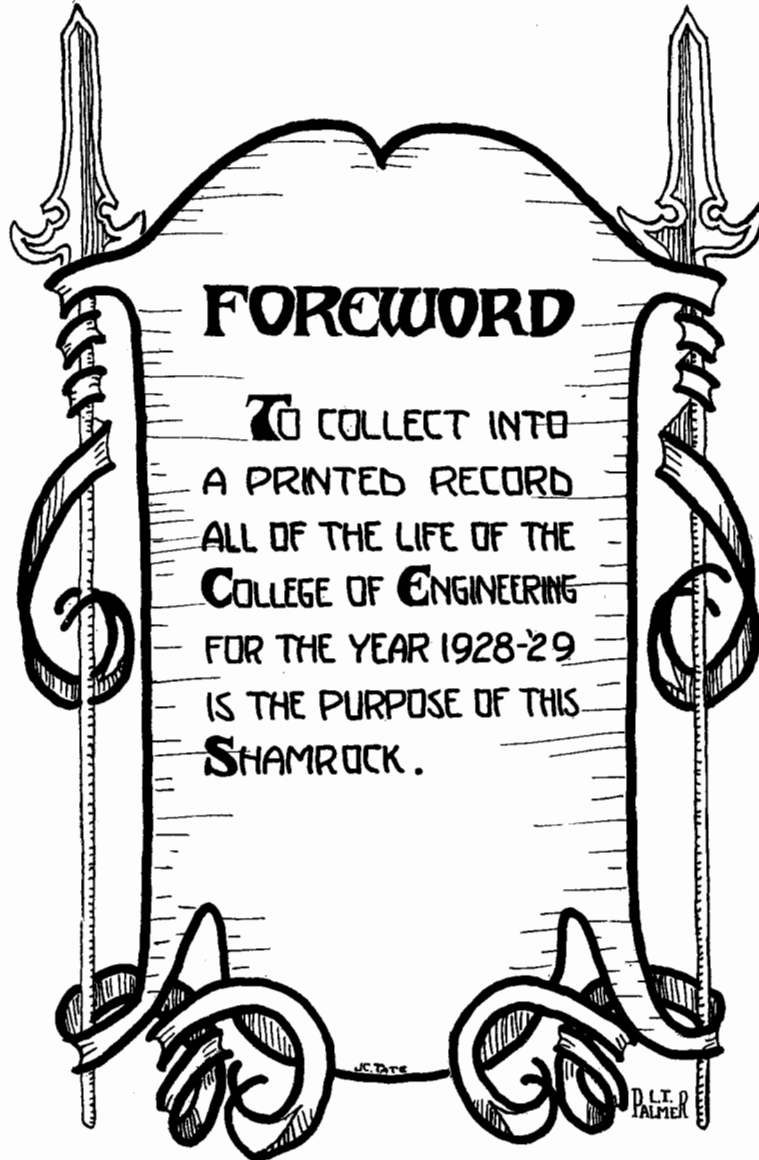 FOREWORD
TO COLLECT INTO
A PRINTED RECORD
ALL OF THE LIFE OF THE
COLLEGE OF ENGINEERING
FOR THE YEAR 1928-'29
IS THE PURPOSE OF THIS
SHAMROCK.
J.C. TATE
L.T.
PALMER